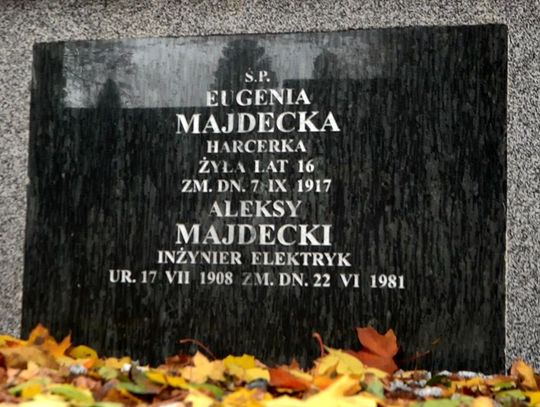 Ś.P.
EUGENIA
MAJDECKA
HARCERKA
ŻYŁA LAT 16
ZM. DN. 7 IX 1917
ALEKSY
MAJDECKI
INŻYNIER ELEKTRYK
UR. 17 VII 1908 ZM. DN. 22 VI 1981